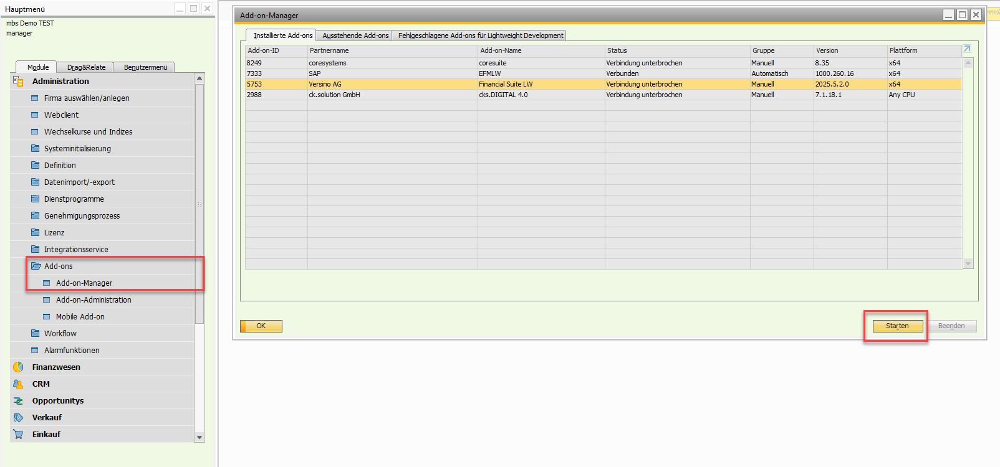 Hauptmenü
mbs Demo TEST
manager
Module Drag&Relate Benutzermenü
Administration
Firma auswählen/anlegen
Webclient
Wechselkurse und Indizes
Systeminitialisierung
Definition
Datenimport/-export
Dienstprogramme
Genehmigungsprozess
Lizenz
Integrationsservice
Add-ons
Add-on-Manager
Add-on-Administration
Mobile Add-on
Workflow
Alarmfunktionen
Finanzwesen
CRM
Opportunitys
Verkauf
Einkauf
Add-on-Manager
Installierte Add-ons Ausstehende Add-ons Fehlgeschlagene Add-ons für Lightweight Development
Add-on-ID Partnername Add-on-Name Status Gruppe Version Plattform
8249 coresystems coresuite Verbindung unterbrochen Manuell 8.35 x64
7333 SAP EFMLW Verbunden Automatisch 1000.260.16 x64
5753 Versino AG Financial Suite LW Verbindung unterbrochen Manuell 2025.5.2.0 x64
2988 ck.solution GmbH cks.DIGITAL 4.0 Verbindung unterbrochen Manuell 7.1.18.1 Any CPU
OK Starten Beenden